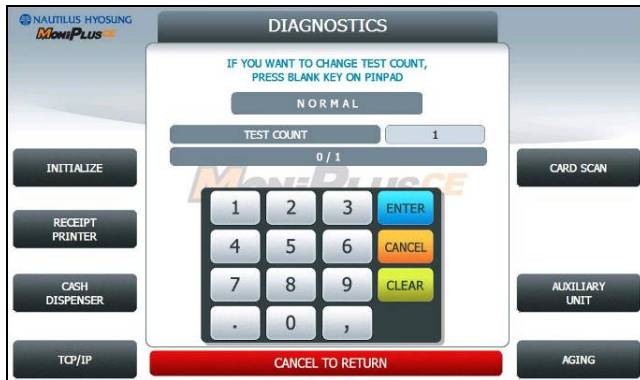 NAUTILUS HYOSUNG
MONIPLUS CE
DIAGNOSTICS
IF YOU WANT TO CHANGE TEST COUNT,
PRESS BLANK KEY ON PINPAD
NORMAL
TEST COUNT 1
0 / 1
MONIPLUSCE
INITIALIZE
RECEIPT
PRINTER
CASH
DISPENSER
TCP/IP
1 2 3 ENTER
4 5 6 CANCEL
7 8 9 CLEAR
. 0 ,
CANCEL TO RETURN
CARD SCAN
AUXILIARY
UNIT
AGING